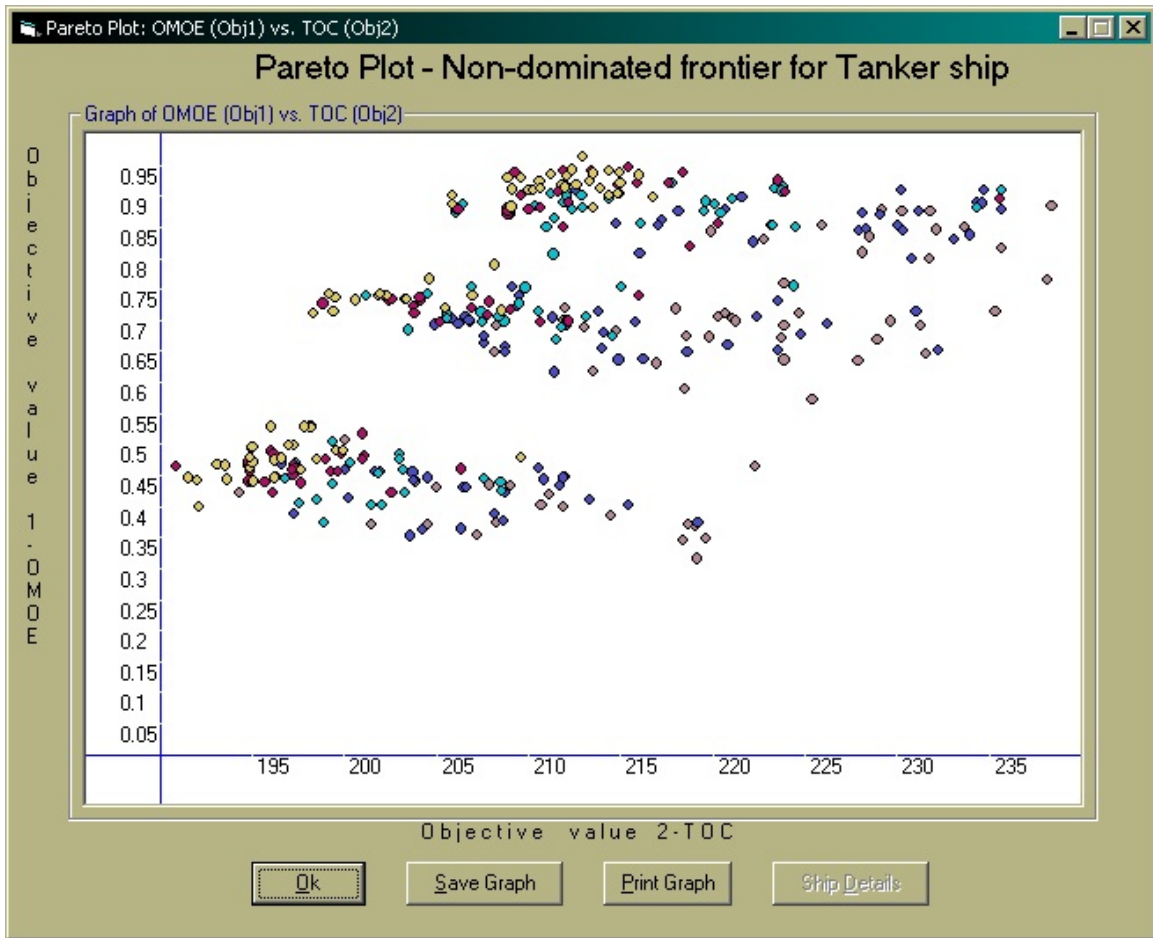 Pareto Plot: OMOE (Obj1) vs. TOC (Obj2)
Pareto Plot - Non-dominated frontier for Tanker ship
Graph of OMOE (Obj1) vs. TOC (Obj2)
Objective value 1-OMOE
0.95
0.9
0.85
0.8
0.75
0.7
0.65
0.6
0.55
0.5
0.45
0.4
0.35
0.3
0.25
0.2
0.15
0.1
0.05
195 200 205 210 215 220 225 230 235
Objective value 2-TOC
Ok Save Graph Print Graph Ship Details